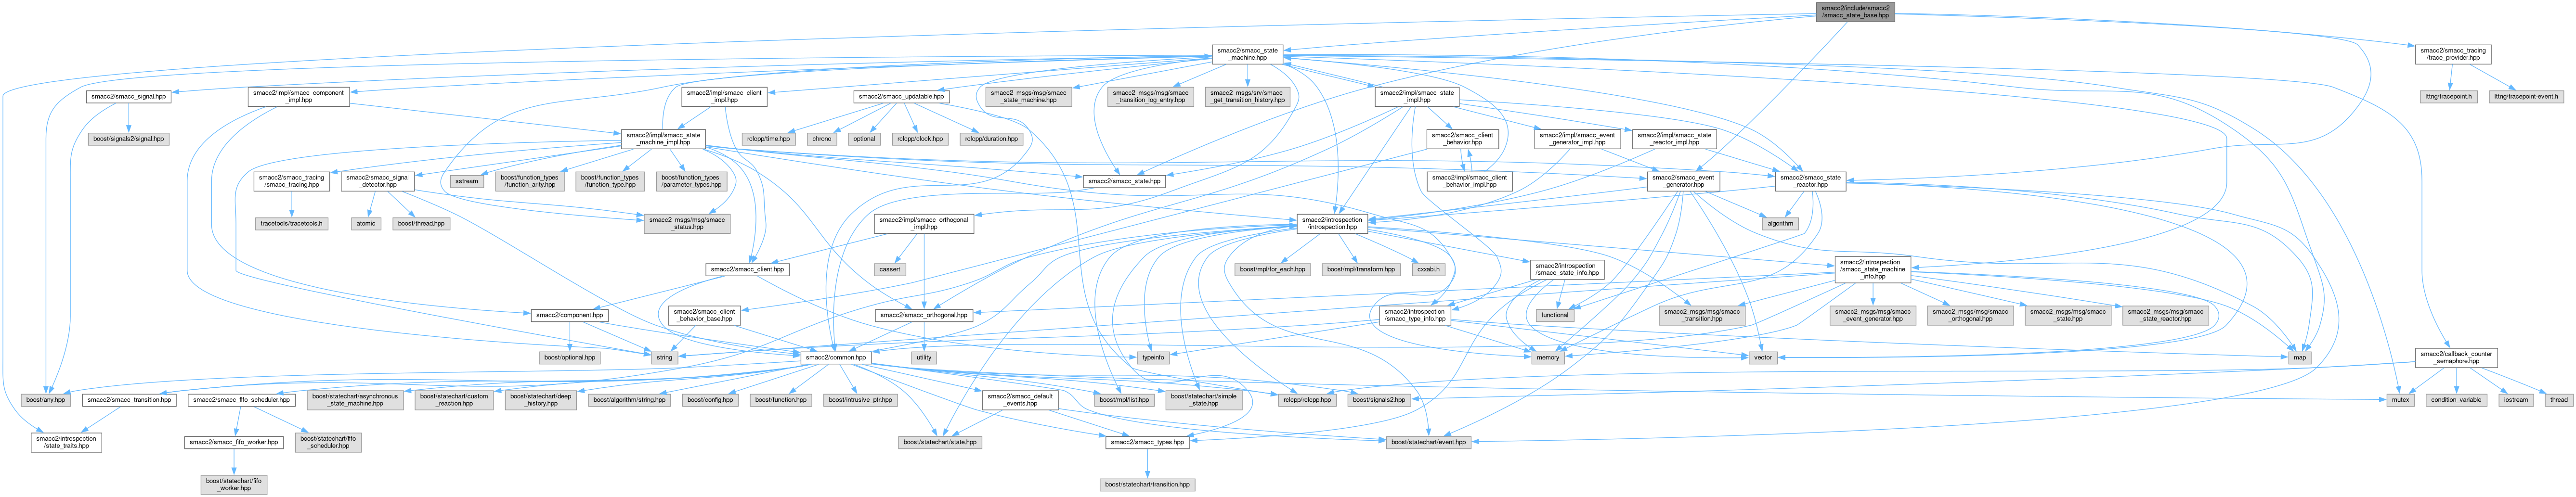 smacc2/include/smacc2
/smacc_state_base.hpp
smacc2/smacc_state
_machine.hpp
smacc2/smacc_tracing
/trace_provider.hpp
smacc2/smacc_signal.hpp
smacc2/impl/smacc_component
_impl.hpp
smacc2/impl/smacc_client
_impl.hpp
smacc2/smacc_updatable.hpp
smacc2_msgs/msg/smacc
_state_machine.hpp
smacc2_msgs/msg/smacc
_transition_log_entry.hpp
smacc2_msgs/srv/smacc
_get_transition_history.hpp
smacc2/impl/smacc_state
_impl.hpp
lttng/tracepoint.h
lttng/tracepoint-event.h
boost/signals2/signal.hpp
smacc2/impl/smacc_state
_machine_impl.hpp
rclcpp/time.hpp
chrono
optional
rclcpp/clock.hpp
rclcpp/duration.hpp
smacc2/smacc_client
_behavior.hpp
smacc2/impl/smacc_event
_generator_impl.hpp
smacc2/impl/smacc_state
_reactor_impl.hpp
smacc2/smacc_tracing
/smacc_tracing.hpp
smacc2/smacc_signal
_detector.hpp
sstream
boost/function_types
/function_arity.hpp
boost/function_types
/function_type.hpp
boost/function_types
/parameter_types.hpp
smacc2/smacc_state.hpp
smacc2/impl/smacc_client
_behavior_impl.hpp
smacc2/smacc_event
_generator.hpp
smacc2/smacc_state
_reactor.hpp
tracetools/tracetools.h
atomic
boost/thread.hpp
smacc2_msgs/msg/smacc
_status.hpp
smacc2/impl/smacc_orthogonal
_impl.hpp
smacc2/introspection
/introspection.hpp
algorithm
smacc2/smacc_client.hpp
cassert
boost/mpl/for_each.hpp
boost/mpl/transform.hpp
cxxabi.h
smacc2/introspection
/smacc_state_info.hpp
smacc2/introspection
/smacc_state_machine
_info.hpp
smacc2/component.hpp
smacc2/smacc_client
_behavior_base.hpp
smacc2/smacc_orthogonal.hpp
smacc2/introspection
/smacc_type_info.hpp
functional
smacc2_msgs/msg/smacc
_transition.hpp
smacc2_msgs/msg/smacc
_event_generator.hpp
smacc2_msgs/msg/smacc
_orthogonal.hpp
smacc2_msgs/msg/smacc
_state.hpp
smacc2_msgs/msg/smacc
_state_reactor.hpp
boost/optional.hpp
string
smacc2/common.hpp
utility
typeinfo
memory
vector
map
smacc2/callback_counter
_semaphore.hpp
boost/any.hpp
smacc2/smacc_transition.hpp
smacc2/smacc_fifo_scheduler.hpp
boost/statechart/asynchronous
_state_machine.hpp
boost/statechart/custom
_reaction.hpp
boost/statechart/deep
_history.hpp
boost/algorithm/string.hpp
boost/config.hpp
boost/function.hpp
boost/intrusive_ptr.hpp
smacc2/smacc_default
_events.hpp
boost/mpl/list.hpp
boost/statechart/simple
_state.hpp
rclcpp/rclcpp.hpp
boost/signals2.hpp
mutex
condition_variable
iostream
thread
smacc2/introspection
/state_traits.hpp
smacc2/smacc_fifo_worker.hpp
boost/statechart/fifo
_scheduler.hpp
boost/statechart/state.hpp
smacc2/smacc_types.hpp
boost/statechart/event.hpp
boost/statechart/fifo
_worker.hpp
boost/statechart/transition.hpp